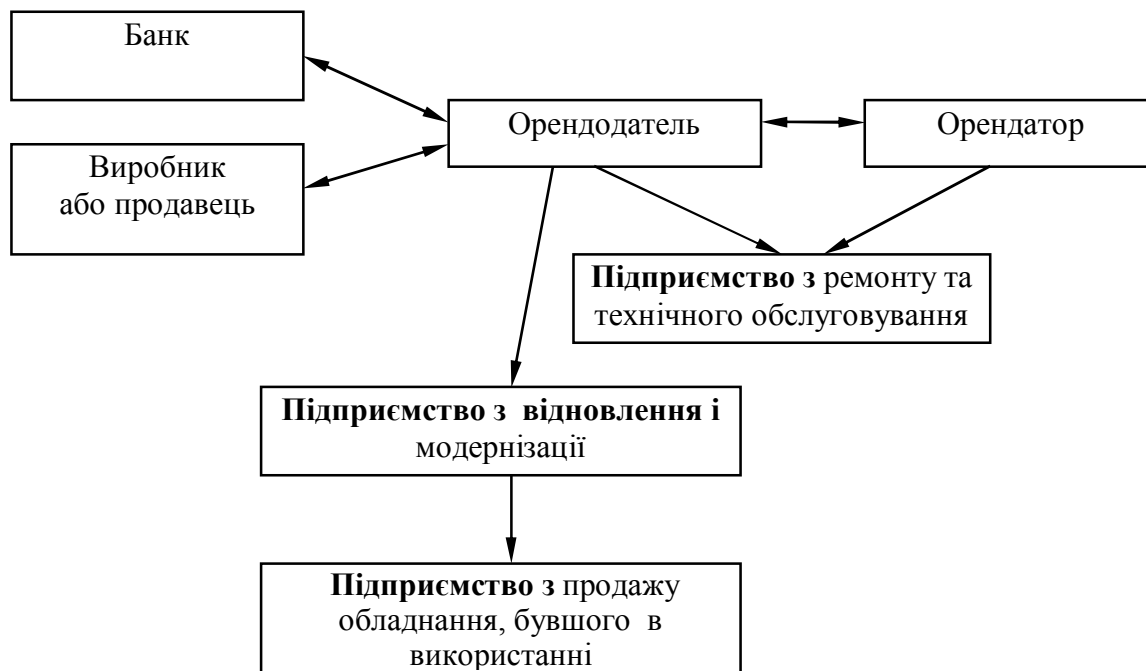 Банк
Орендодатель
Орендатор
Виробник
або продавець
Підприємство з ремонту та
технічного обслуговування
Підприємство з відновлення і
модернізації
Підприємство з продажу
обладнання, бувшого в
використанні